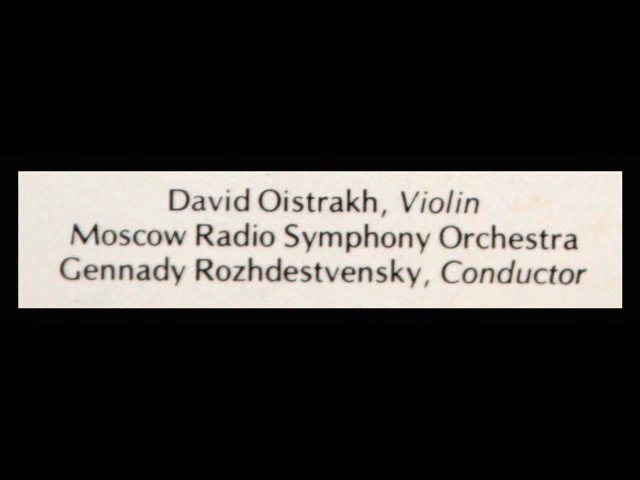 David Oistrakh, Violin
Moscow Radio Symphony Orchestra
Gennady Rozhdestvensky, Conductor